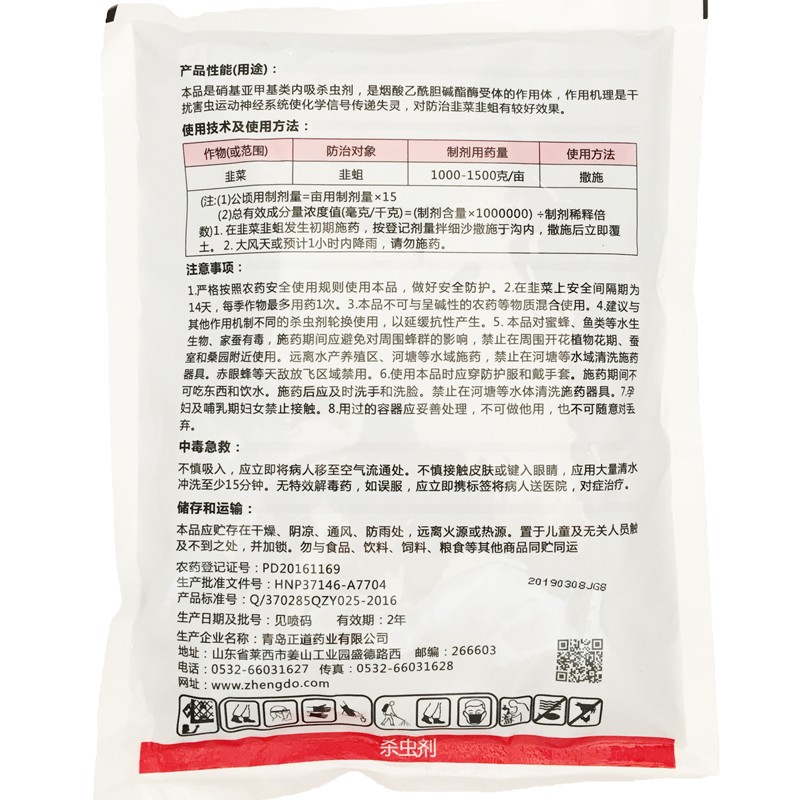 产品性能(用途)：
本品是硝基亚甲基类内吸杀虫剂，是烟酸乙酰胆碱酯酶受体的作用体，作用机理是干
扰害虫运动神经系统使化学信号传递失灵，对防治韭菜韭蛆有较好效果。
使用技术及使用方法：
作物(或范围) 防治对象 制剂用药量 使用方法
韭菜 韭蛆 1000-1500克/亩 撒施
(注:(1)公顷用制剂量=亩用制剂量×15
(2)总有效成分量浓度值(毫克/千克)=(制剂含量×1000000) ÷制剂稀释倍
数)1. 在韭菜韭蛆发生初期施药，按登记剂量拌细沙撒施于沟内，撒施后立即覆
土。2. 大风天或预计1小时内降雨，请勿施药。
注意事项：
1.严格按照农药安全使用规则使用本品，做好安全防护。2.在韭菜上安全间隔期为
14天，每季作物最多用药1次。3.本品不可与呈碱性的农药等物质混合使用。4.建议与
其他作用机制不同的杀虫剂轮换使用，以延缓抗性产生。5. 本品对蜜蜂、鱼类等水生
生物、家蚕有毒，施药期间应避免对周围蜂群的影响，禁止在周围开花植物花期、蚕
室和桑园附近使用。远离水产养殖区、河塘等水域施药，禁止在河塘等水域清洗施药
器具。赤眼蜂等天敌放飞区域禁用。6.使用本品时应穿防护服和戴手套。施药期间不
可吃东西和饮水。施药后应及时洗手和洗脸。禁止在河塘等水体清洗施药器具。7.孕
妇及哺乳期妇女禁止接触。8.用过的容器应妥善处理，不可做他用，也不可随意对丢
弃。
中毒急救：
不慎吸入，应立即将病人移至空气流通处。不慎接触皮肤或键入眼睛，应用大量清水
冲洗至少15分钟。无特效解毒药，如误服，应立即携标签将病人送医院，对症治疗。
储存和运输：
本品应贮存在干燥、阴凉、通风、防雨处，远离火源或热源。置于儿童及无关人员触
及不到之处，并加锁。勿与食品、饮料、饲料、粮食等其他商品同贮同运
农药登记证号：PD20161169
生产批准文件号：HNP37146-A7704
20190308JG8
产品标准号：Q/370285QZY025-2016
生产日期及批号：见喷码 有效期：2年
生产企业名称：青岛正道药业有限公司
地址：山东省莱西市姜山工业园盛德路西 邮编：266603
电话：0532-66031627 传真：0532-66031628
网址：www.zhengdo.com
杀虫剂